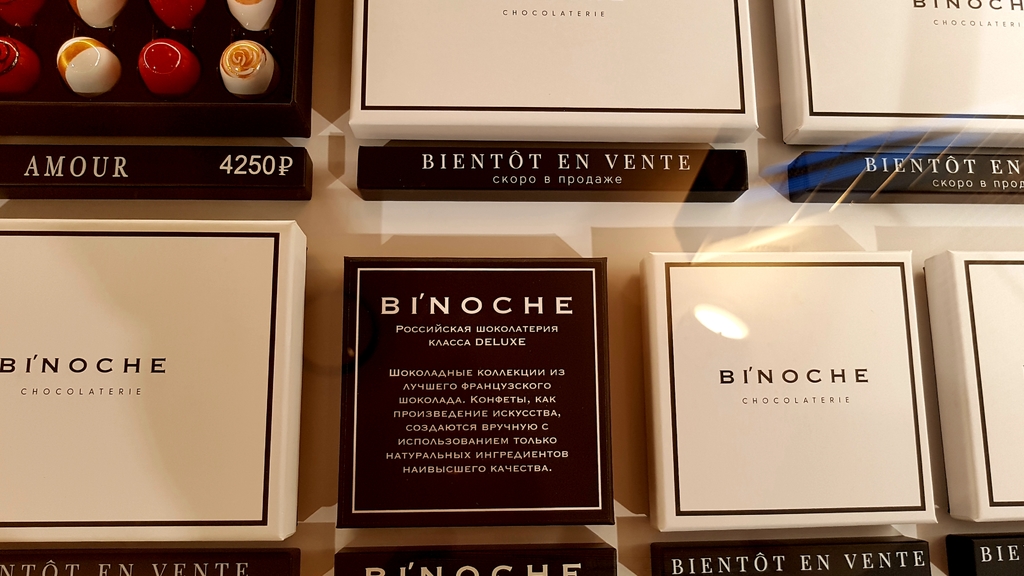 CHOCOLATERIE
CHOCOLATERIE
AMOUR 4250₽
BIENTÔT EN VENTE
скоро в продаже
BIENTÔT EN
скоро в
BI'NOCHE
CHOCOLATERIE
BI'NOCHE
Российская шоколатерия
класса DELUXE
Шоколадные коллекции из
лучшего французского
шоколада. Конфеты, как
произведение искусства,
создаются вручную с
использованием только
натуральных ингредиентов
наивысшего качества.
BI'NOCHE
CHOCOLATERIE
EN VENTE
BI'NOCHE
BIENTÔT EN VENTE